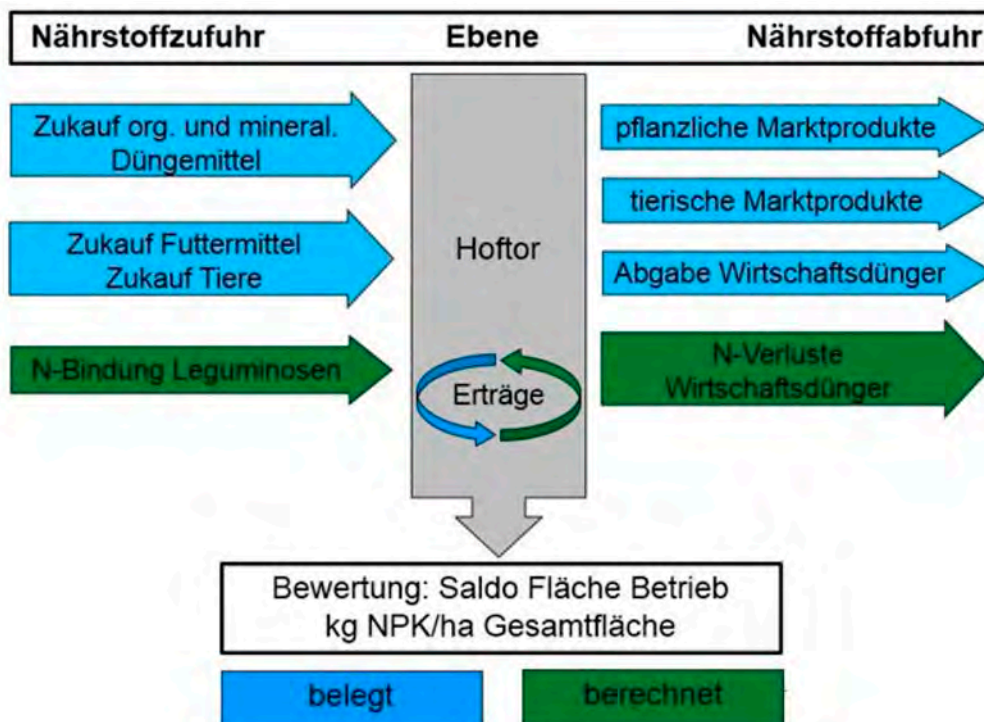 Nährstoffzufuhr Ebene Nährstoffabfuhr
Zukauf org. und mineral.
Düngemittel
Zukauf Futtermittel
Zukauf Tiere
N-Bindung Leguminosen
Hoftor
Erträge
pflanzliche Marktprodukte
tierische Marktprodukte
Abgabe Wirtschaftsdünger
N-Verluste
Wirtschaftsdünger
Bewertung: Saldo Fläche Betrieb
kg NPK/ha Gesamtfläche
belegt
berechnet